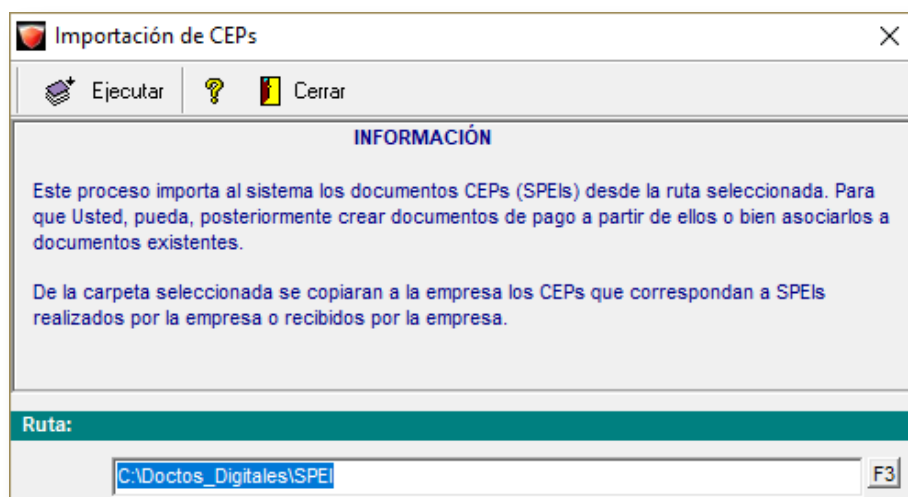 Importación de CEPs
Ejecutar
Cerrar
INFORMACIÓN
Este proceso importa al sistema los documentos CEPs (SPEIs) desde la ruta seleccionada. Para
que Usted, pueda, posteriormente crear documentos de pago a partir de ellos o bien asociarlos a
documentos existentes.
De la carpeta seleccionada se copiaran a la empresa los CEPs que correspondan a SPEIs
realizados por la empresa o recibidos por la empresa.
Ruta:
C:\Doctos_Digitales\SPEI
F3